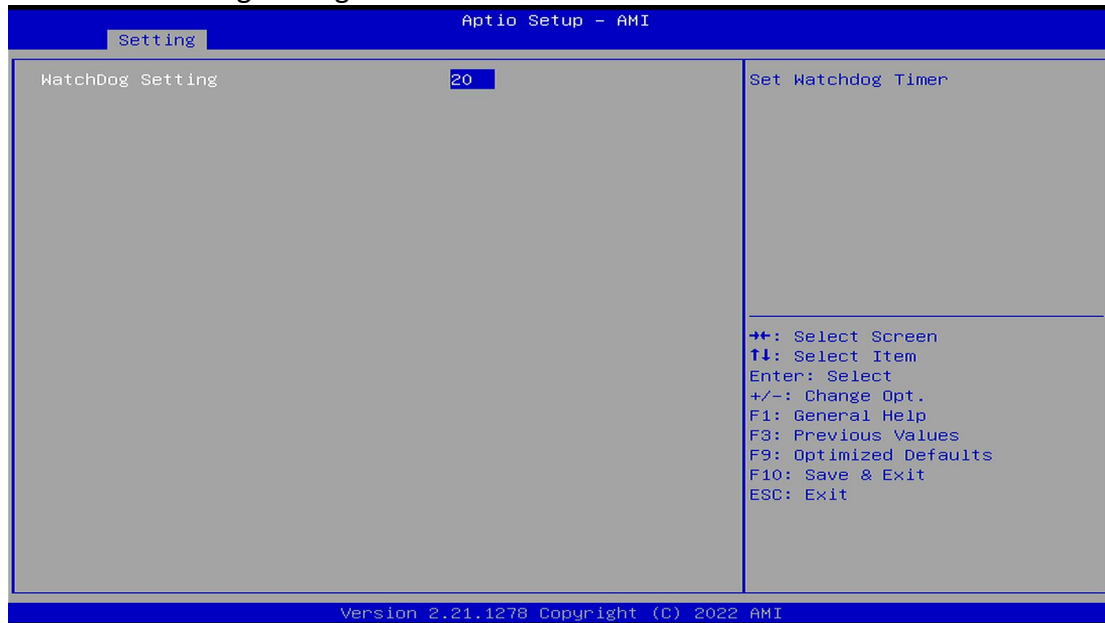 Aptio Setup – AMI
Setting
WatchDog Setting 20
Set Watchdog Timer
→←: Select Screen
↑↓: Select Item
Enter: Select
+/-: Change Opt.
F1: General Help
F3: Previous Values
F9: Optimized Defaults
F10: Save & Exit
ESC: Exit
Version 2.21.1278 Copyright (C) 2022 AMI